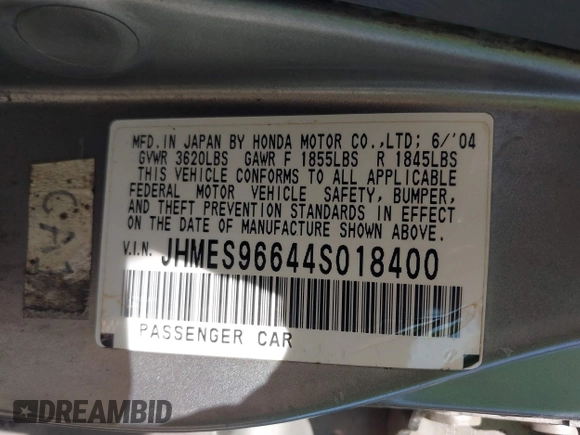 MFD. IN JAPAN BY HONDA MOTOR CO.,LTD; 6/'04
GVWR 3620LBS GAWR F 1855LBS R 1845LBS
THIS VEHICLE CONFORMS TO ALL APPLICABLE
FEDERAL MOTOR VEHICLE SAFETY, BUMPER,
AND THEFT PREVENTION STANDARDS IN EFFECT
ON THE DATE OF MANUFACTURE SHOWN ABOVE.
V.I.N. JHMES96644S018400
PASSENGER CAR
DREAMBID